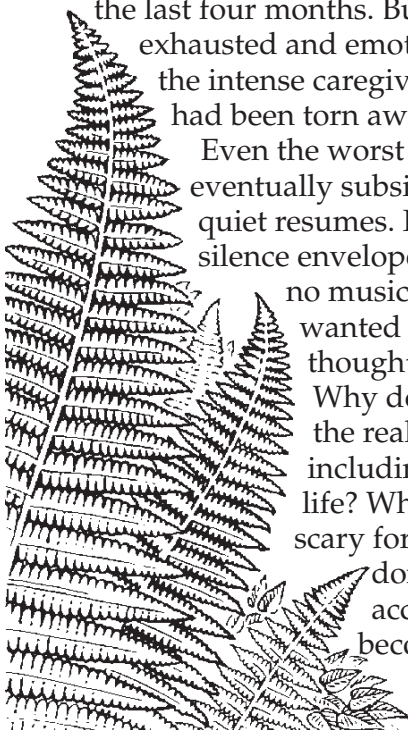 the last four months. Bu
exhausted and emot
the intense caregiv
had been torn aw
Even the worst
eventually subsi
quiet resumes. I
silence envelope
no music
wanted
though
Why do
the real
includin
life? Wh
scary for
do
acc
beco